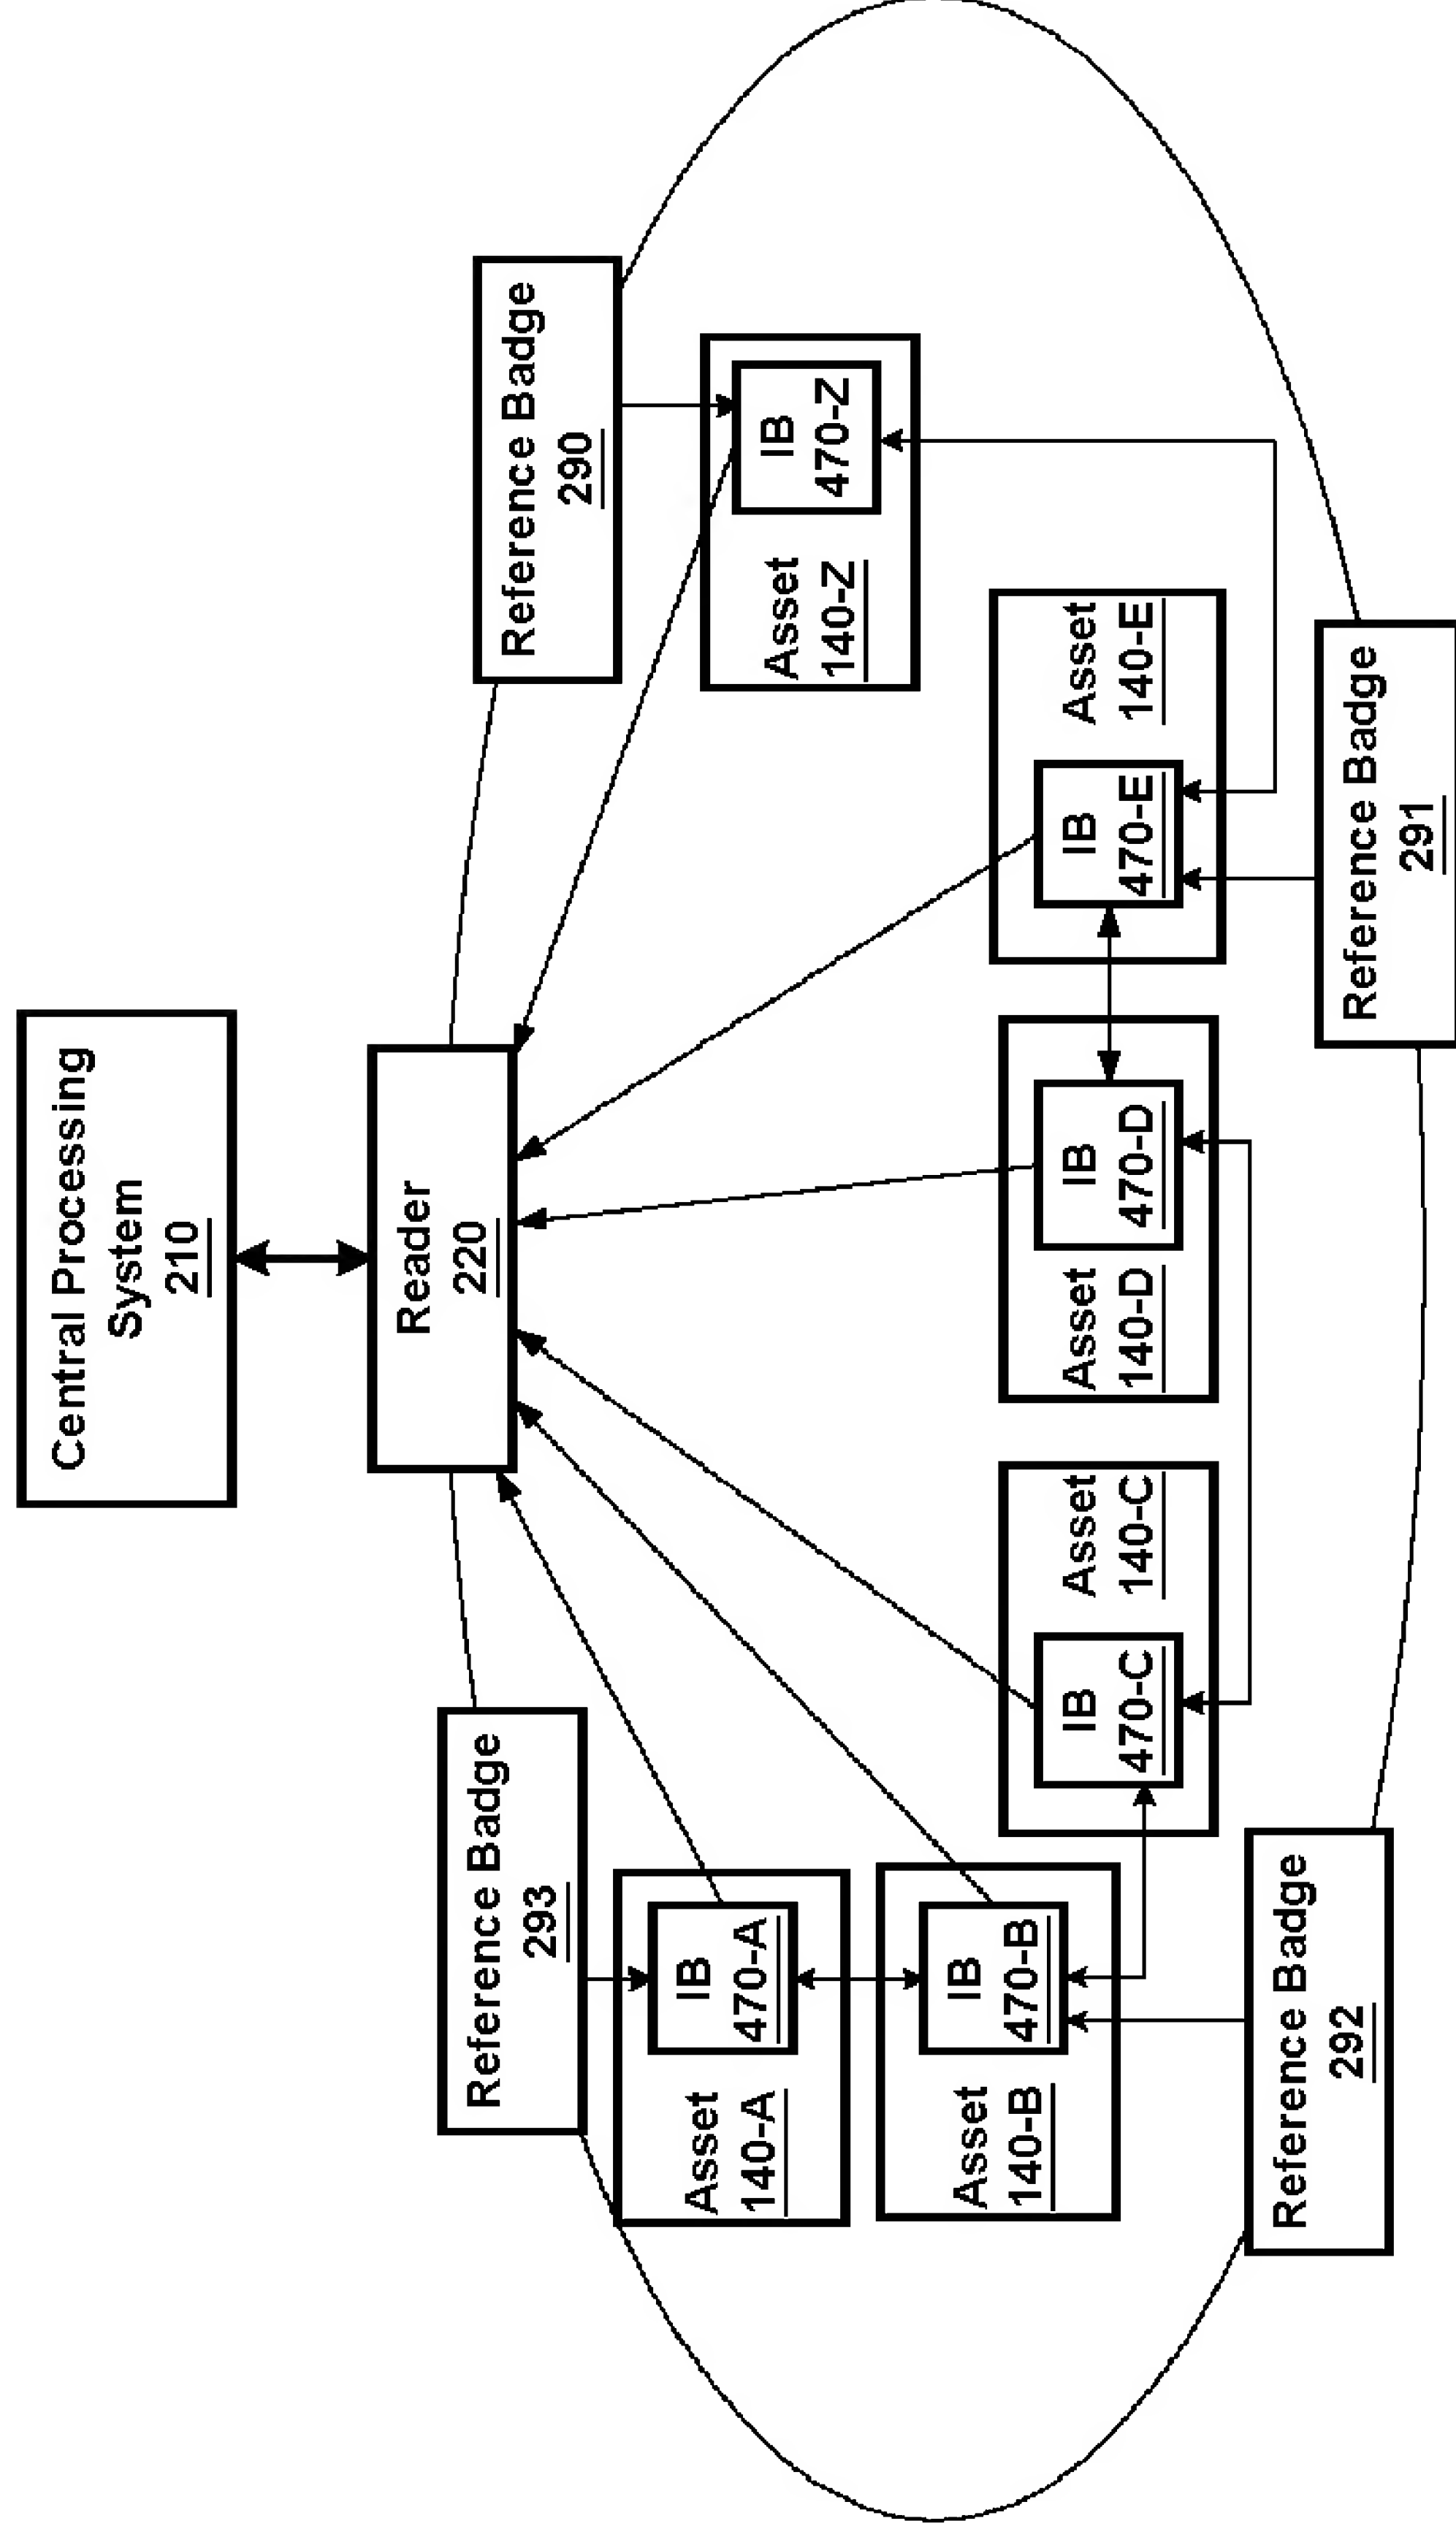 Central Processing
System
210
Reader
220
Reference Badge
293
Reference Badge
290
IB
470-A
Asset
140-A
Asset
140-Z
IB
470-Z
IB
470-B
Asset
140-B
IB
470-C
Asset
140-C
Asset
140-D
IB
470-D
IB
470-E
Asset
140-E
Reference Badge
292
Reference Badge
291